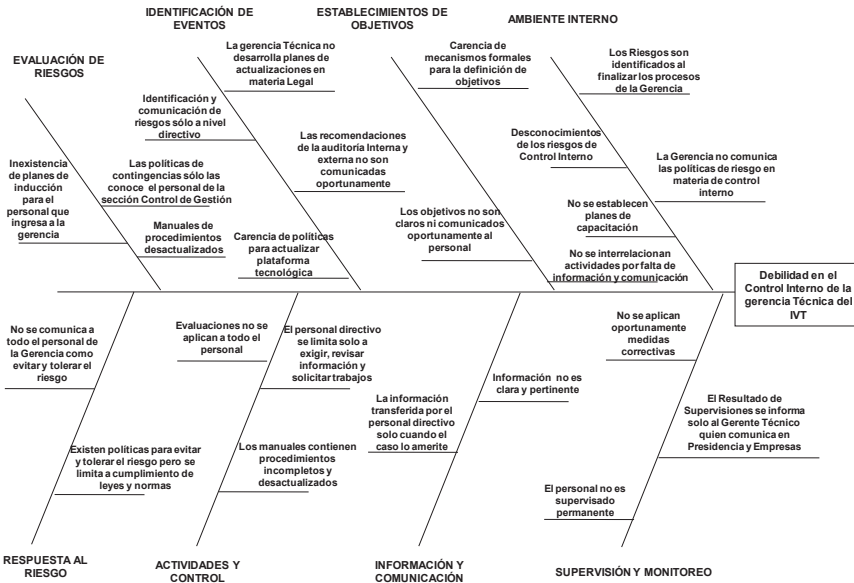 EVALUACIÓN DE
RIESGOS
Inexistencia
de planes de
inducción
para el
personal que
ingresa a la
gerencia
Manuales de
procedimientos
desactualizados
IDENTIFICACIÓN DE
EVENTOS
La gerencia Técnica no
desarrolla planes de
actualizaciones en
materia Legal
Identificación y
comunicación de
riesgos sólo a nivel
directivo
Las políticas de
contingencias sólo las
conoce el personal de la
sección Control de Gestión
Carencia de políticas
para actualizar
plataforma
tecnológica
ESTABLECIMIENTOS DE
OBJETIVOS
Carencia de
mecanismos formales
para la definición de
objetivos
Las recomendaciones
de la auditoría Interna y
externa no son
comunicadas
oportunamente
Los objetivos no son
claros ni comunicados
oportunamente al
personal
AMBIENTE INTERNO
Los Riesgos son
identificados al
finalizar los procesos
de la Gerencia
Desconocimientos
de los riesgos de
Control Interno
La Gerencia no comunica
las políticas de riesgo en
materia de control
interno
No se establecen
planes de
capacitación
No se interrelacionan
actividades por falta de
información y comunicación
Debilidad en el
Control Interno de la
gerencia Técnica del
IVT
No se comunica a
todo el personal de
la Gerencia como
evitar y tolerar el
riesgo
Existen políticas para evitar
y tolerar el riesgo pero se
limita a cumplimiento de
leyes y normas
RESPUESTA AL
RIESGO
Evaluaciones no se
aplican a todo el
personal
El personal directivo
se limita solo a
exigir, revisar
información y
solicitar trabajos
Los manuales contienen
procedimientos
incompletos y
desactualizados
ACTIVIDADES Y
CONTROL
Información no es
clara y pertinente
La información
transferida por el
personal directivo
solo cuando el
caso lo amerite
INFORMACIÓN Y
COMUNICACIÓN
No se aplican
oportunamente
medidas
correctivas
El Resultado de
Supervisiones se informa
solo al Gerente Técnico
quien comunica en
Presidencia y Empresas
El personal no es
supervisado
permanente
SUPERVISIÓN Y MONITOREO